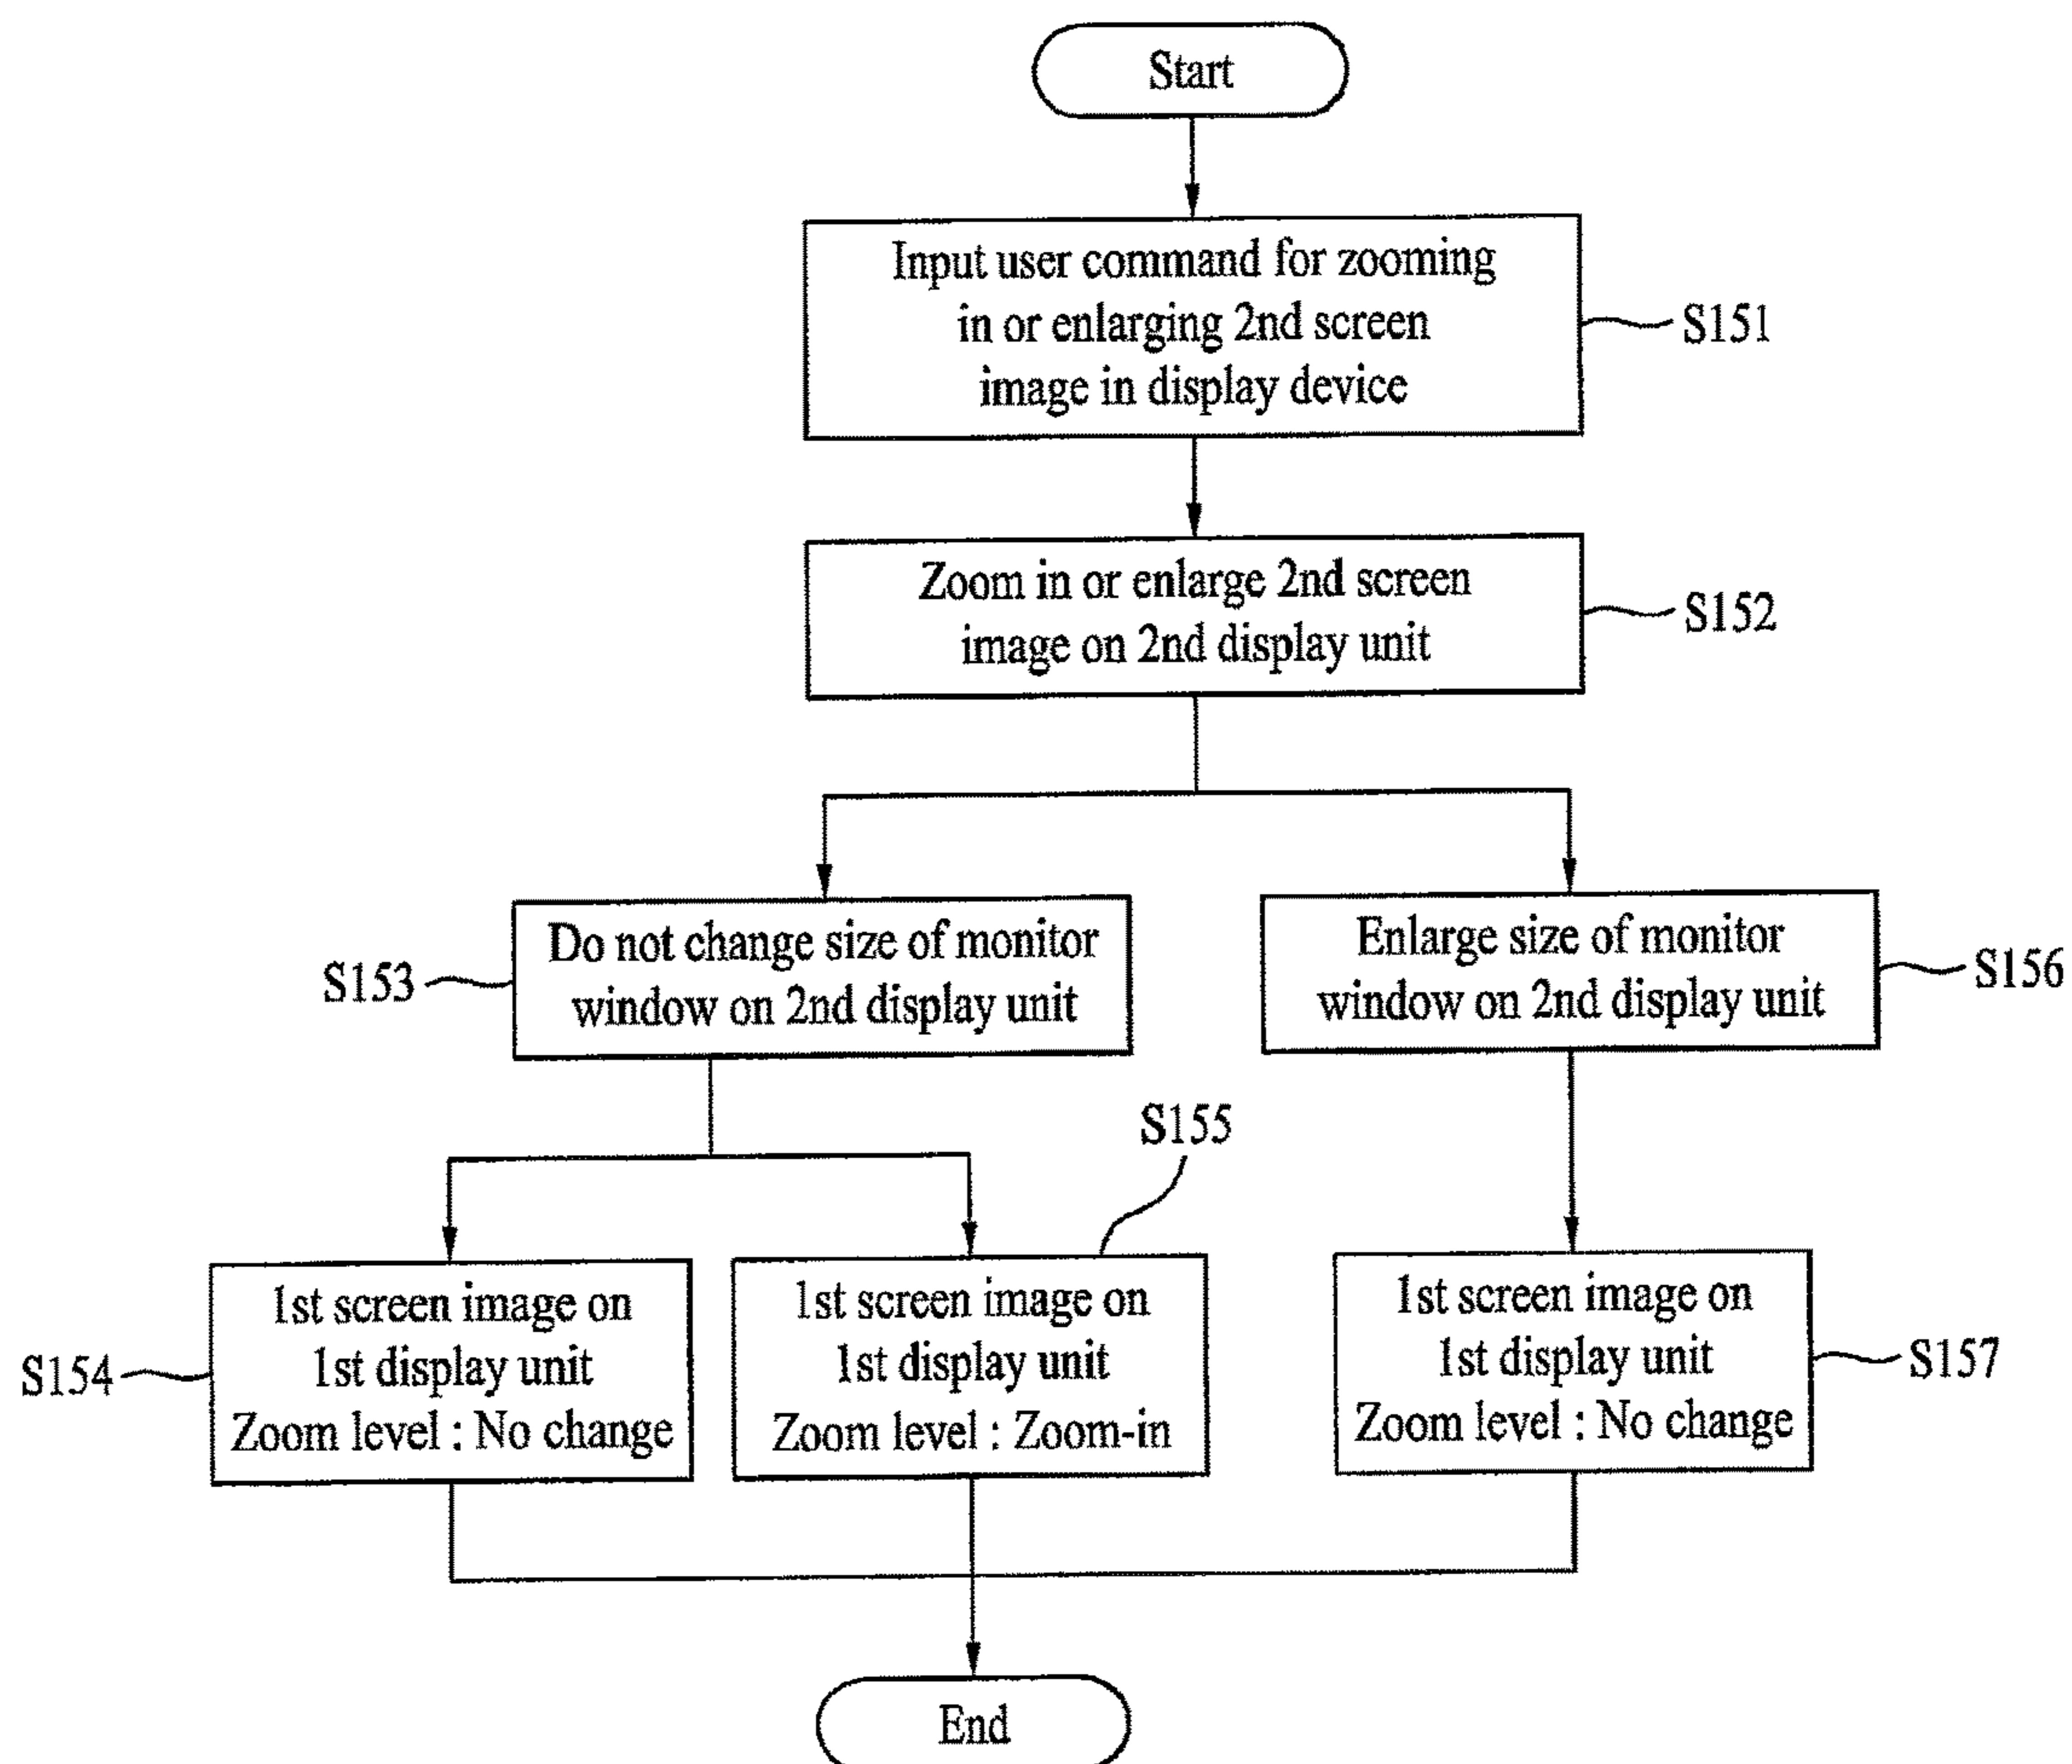 Start
Input user command for zooming
in or enlarging 2nd screen
image in display device
S151
Zoom in or enlarge 2nd screen
image on 2nd display unit
S152
Do not change size of monitor
window on 2nd display unit
S153
Enlarge size of monitor
window on 2nd display unit
S156
S155
1st screen image on
1st display unit
Zoom level : No change
S154
1st screen image on
1st display unit
Zoom level : Zoom-in
1st screen image on
1st display unit
Zoom level : No change
S157
End